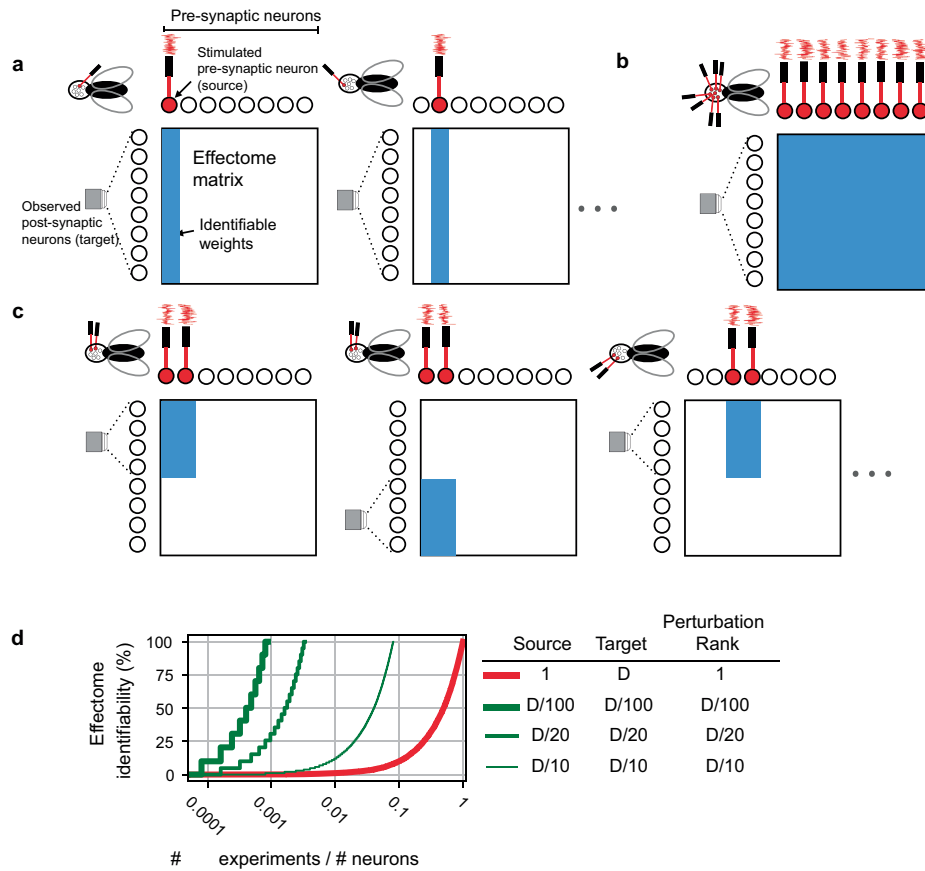 Pre-synaptic neurons
a
Stimulated
pre-synaptic neuron
(source)
b
Effectome
matrix
Observed
post-synaptic
neurons (target)
Identifiable
weights
c
d
Effectome
identifiability (%)
100
75
50
25
0
0.0001
0.001
0.01
0.1
1
# experiments / # neurons
Perturbation
Source Target Rank
1 D 1
D/100 D/100 D/100
D/20 D/20 D/20
D/10 D/10 D/10